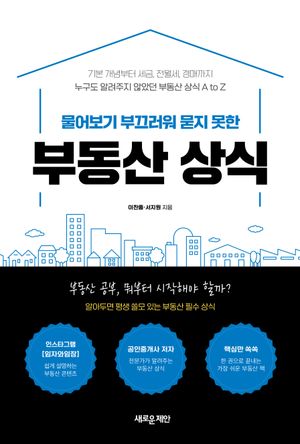 기본 개념부터 세금, 전월세, 경매까지
누구도 알려주지 않았던 부동산 상식 A to Z
물어보기 부끄러워 묻지 못한
부동산 상식
이찬종·서지원 지음
부동산 공부, 뭐부터 시작해야 할까?
알아두면 평생 쓸모 있는 부동산 필수 상식
인스타그램
[임자와임장]
쉽게 설명하는
부동산 콘텐츠
공인중개사 저자
전문가가 알려주는
부동산 상식
핵심만 쏙쏙
한 권으로 끝내는
가장 쉬운 부동산 책
새로운 제안